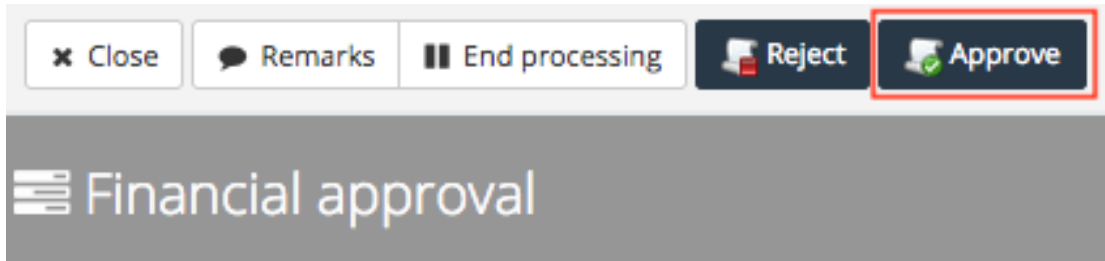 Close Remarks End processing Reject Approve
Financial approval